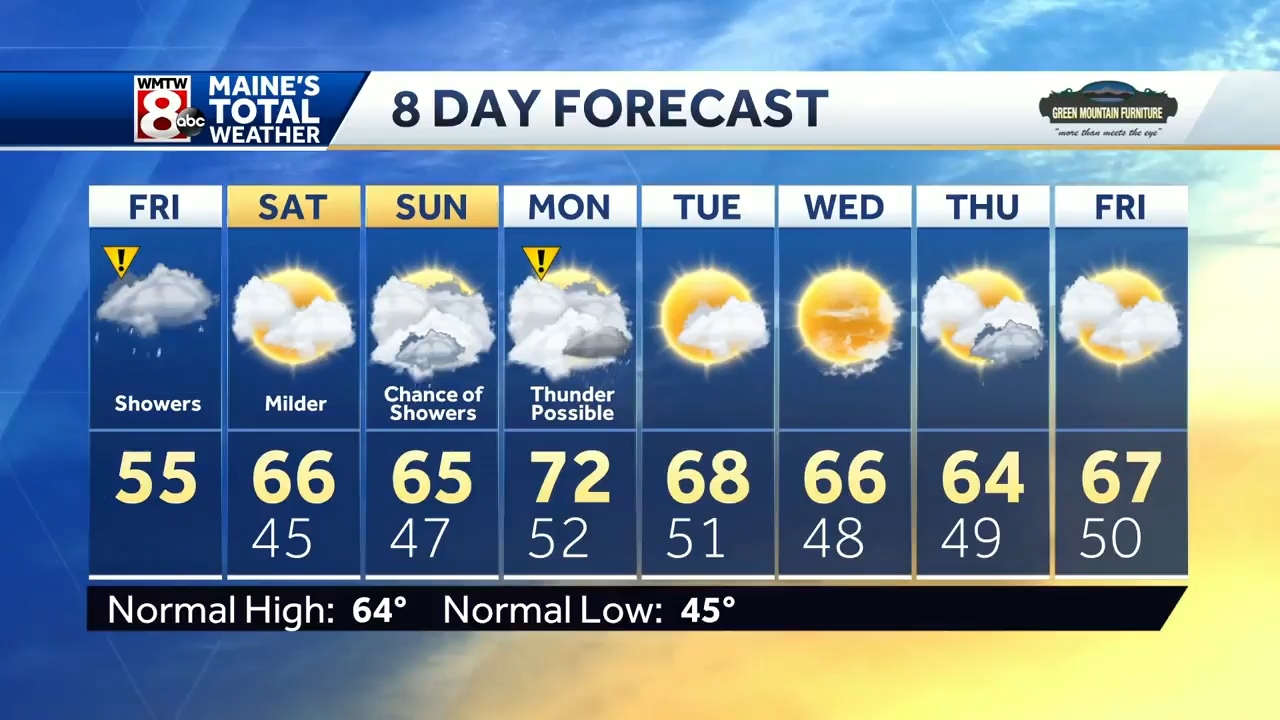 WMTW
8
abc
MAINE'S
TOTAL
WEATHER
8 DAY FORECAST
GREEN MOUNTAIN FURNITURE
"more than meets the eye"
FRI SAT SUN MON TUE WED THU FRI
! !
Showers Milder Chance of Showers Thunder Possible
55 66 65 72 68 66 64 67
45 47 52 51 48 49 50
Normal High: 64° Normal Low: 45°